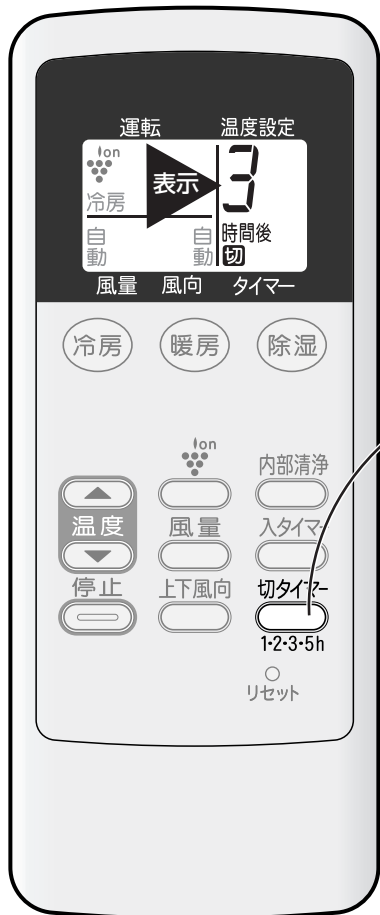 運転 温度設定
ion
冷房 表示 3
自動 自動 時間後
切
風量 風向 タイマー
冷房 暖房 除湿
ion
内部清浄
温度 風量 入タイマー
停止 上下風向 切タイマー
1・2・3・5h
リセット